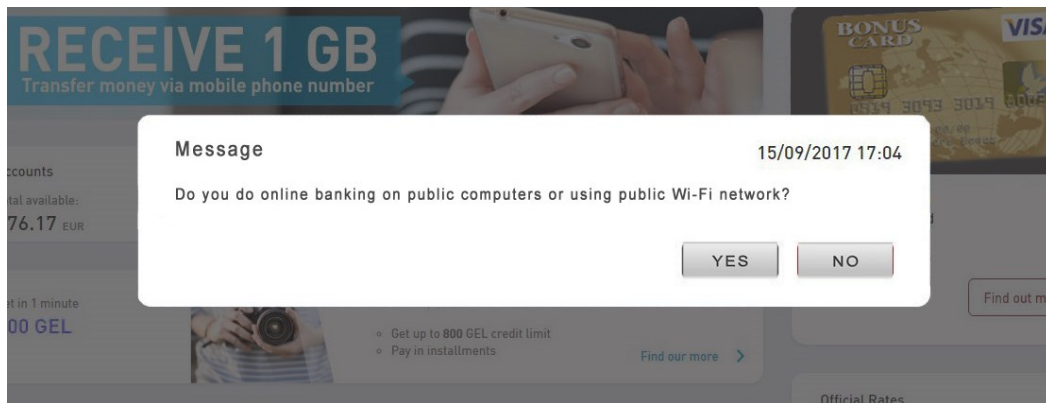 RECEIVE 1 GB
Transfer money via mobile phone number
BONUS
CARD
VISA
3093 3019
Message
15/09/2017 17:04
Do you do online banking on public computers or using public Wi-Fi network?
YES
NO
ccounts
tal available:
76.17 EUR
et in 1 minute
00 GEL
Get up to 800 GEL credit limit
Pay in installments
Find our more
Find out m
Official Rates